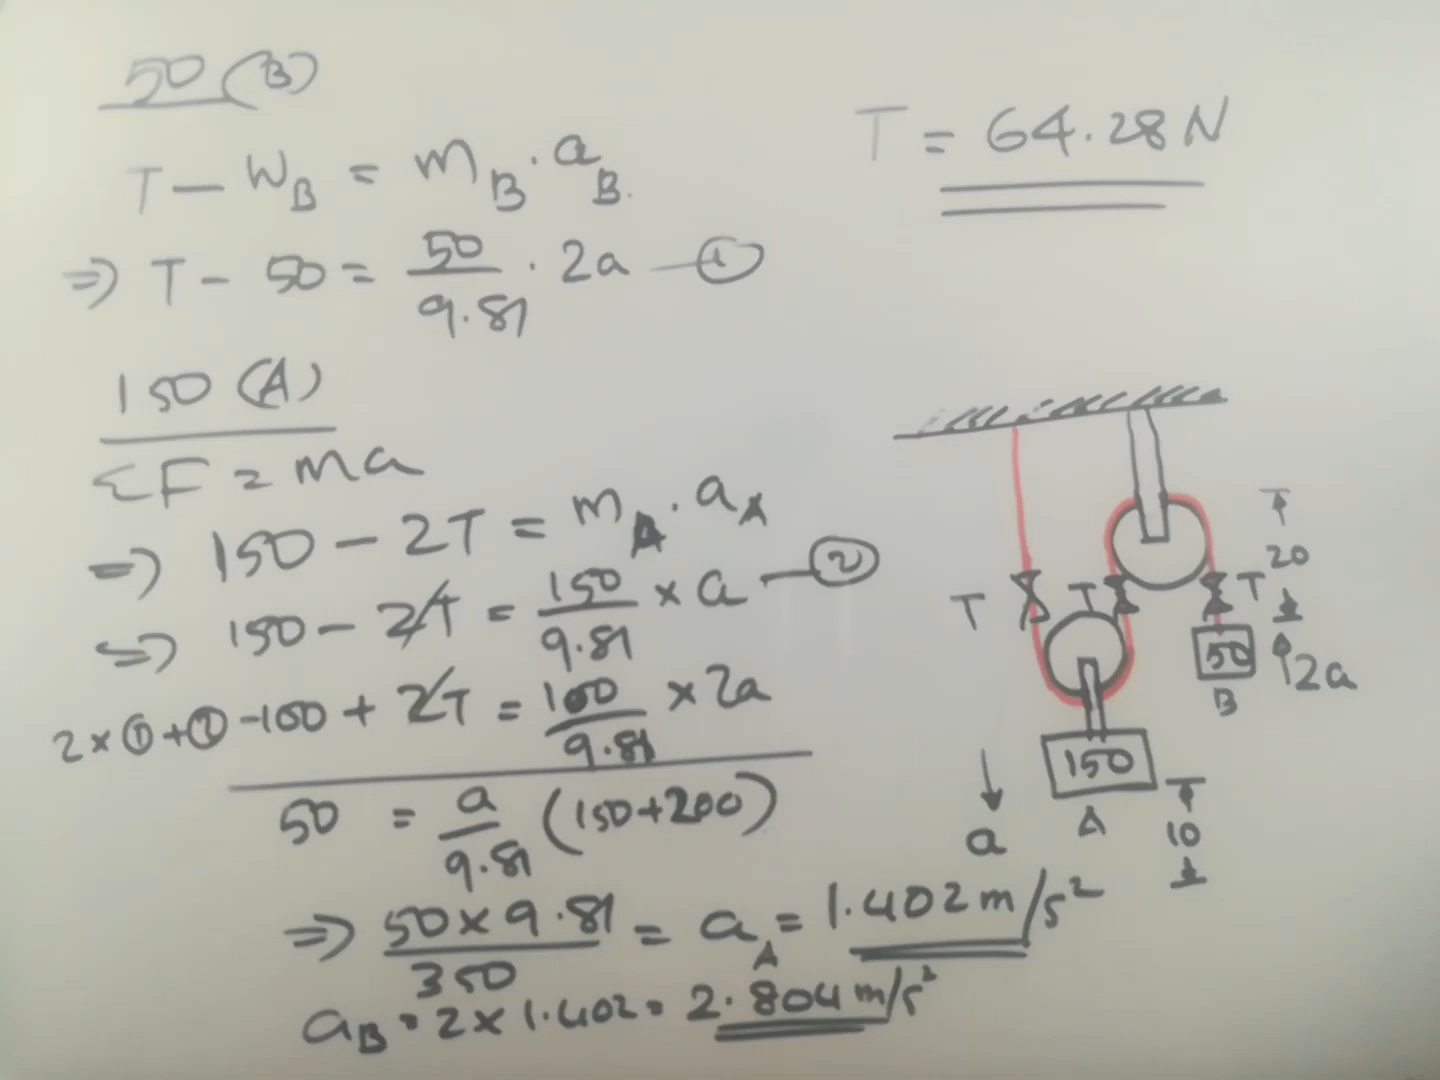 50 (B)
T - W_B = m_B . a_B.
⇒ T - 50 = 50/9.81 . 2a — ①
150 (A)
ΣF = ma
⇒ 150 - 2T = m_A . a_A
⇒ 150 - 2T = 150/9.81 × a — ②
2 × ① + ② -100 + 2T = 100/9.81 × 2a
50 = a/9.81 (150+200)
⇒ 50 × 9.81/350 = a_A = 1.402 m/s²
a_B = 2 × 1.402 = 2.804 m/s²
T = 64.28 N
T T T
20
50
B
2a
150
A
a
10